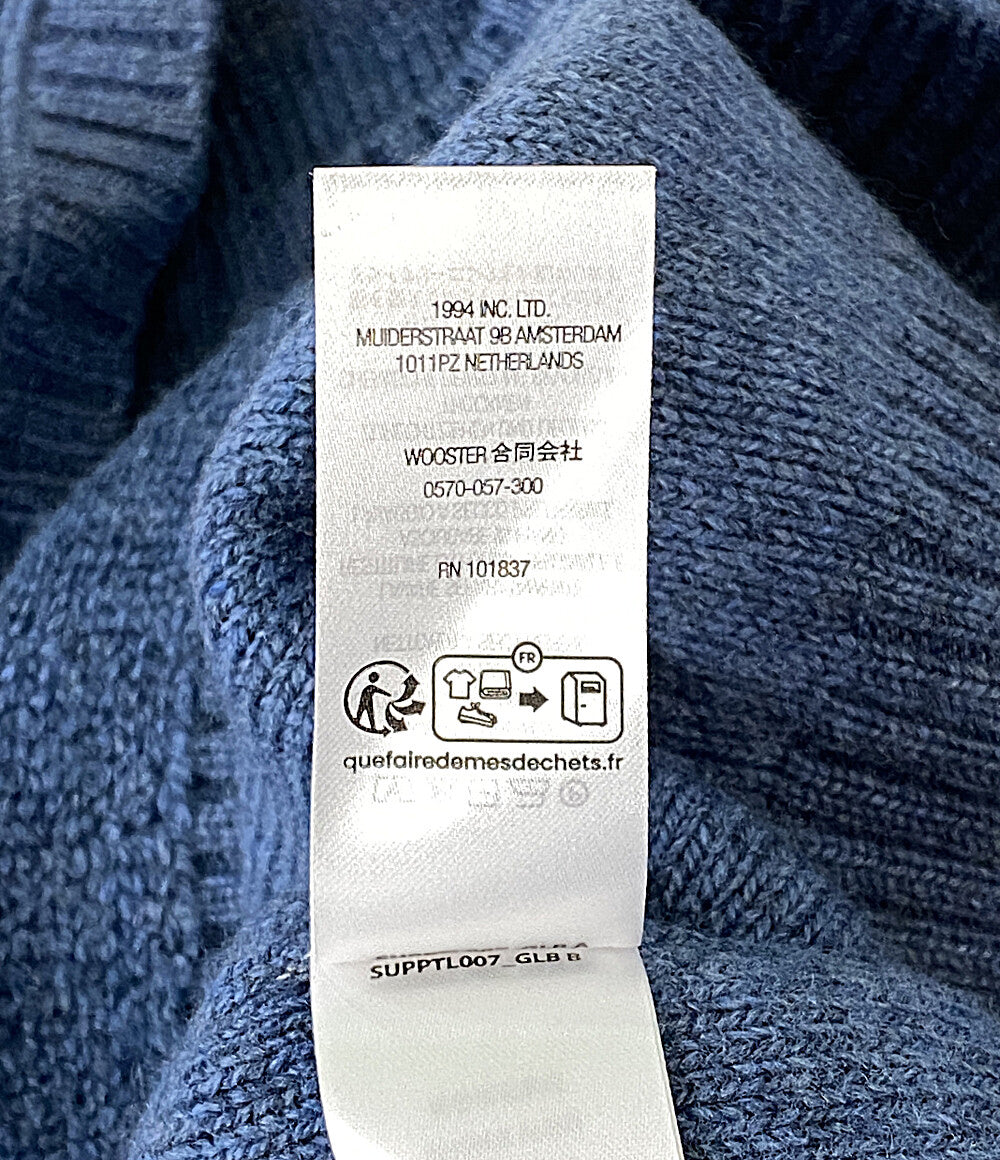 1994 INC. LTD.
MUIDERSTRAAT 9B AMSTERDAM
1011PZ NETHERLANDS
WOOSTER 合同会社
0570-057-300
RN 101837
FR
quefairedemesdechets.fr
SUPPTL007_GLB B